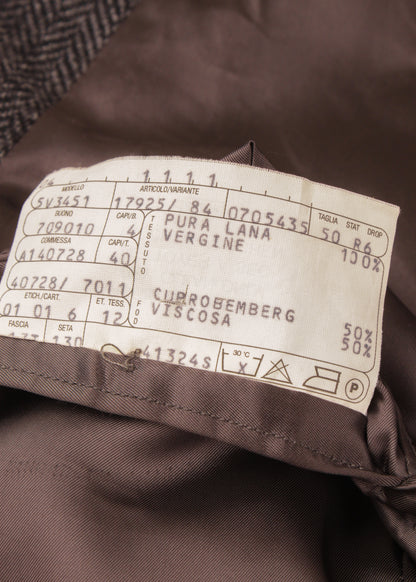 1 1 1 1
MODELLO ARTICOLO/VARIANTE TAGLIA STAT DROP
SV3451 17925/ 84 0705435 50 R6
BUONO CAPI/B.
709010 4
COMMESSA CAPI/T.
A140728 40
40728/ 7011
ETICH./CART. ET. TESS.
01 01 6 12
FASCIA SETA
130
TESSUTO
PURA LANA 100%
VERGINE
FOD
CUPROBEMBERG 50%
VISCOSA 50%
41324S
30°C
X
P